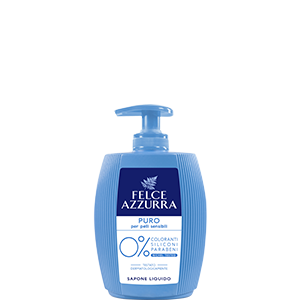 FELCE
AZZURRA
PURO
per pelli sensibili
0%
COLORANTI
SILICONI
PARABENI
SAPONE LIQUIDO